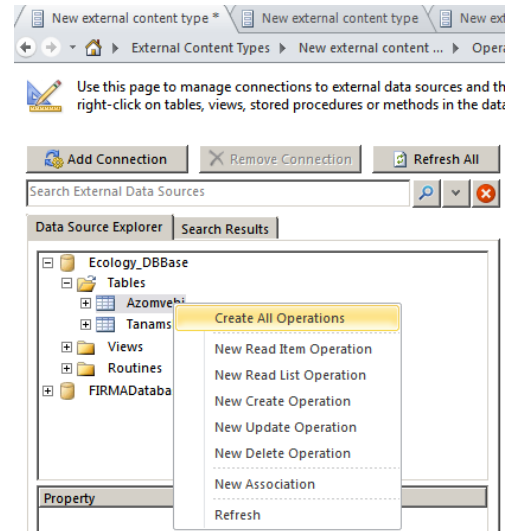 New external content type *
New external content type
New ext
External Content Types
New external content ...
Opera
Use this page to manage connections to external data sources and th
right-click on tables, views, stored procedures or methods in the data
Add Connection
Remove Connection
Refresh All
Search External Data Sources
Data Source Explorer
Search Results
Ecology_DBBase
Tables
Azomvebi
Tanams
Views
Routines
FIRMADataba
Create All Operations
New Read Item Operation
New Read List Operation
New Create Operation
New Update Operation
New Delete Operation
New Association
Refresh
Property